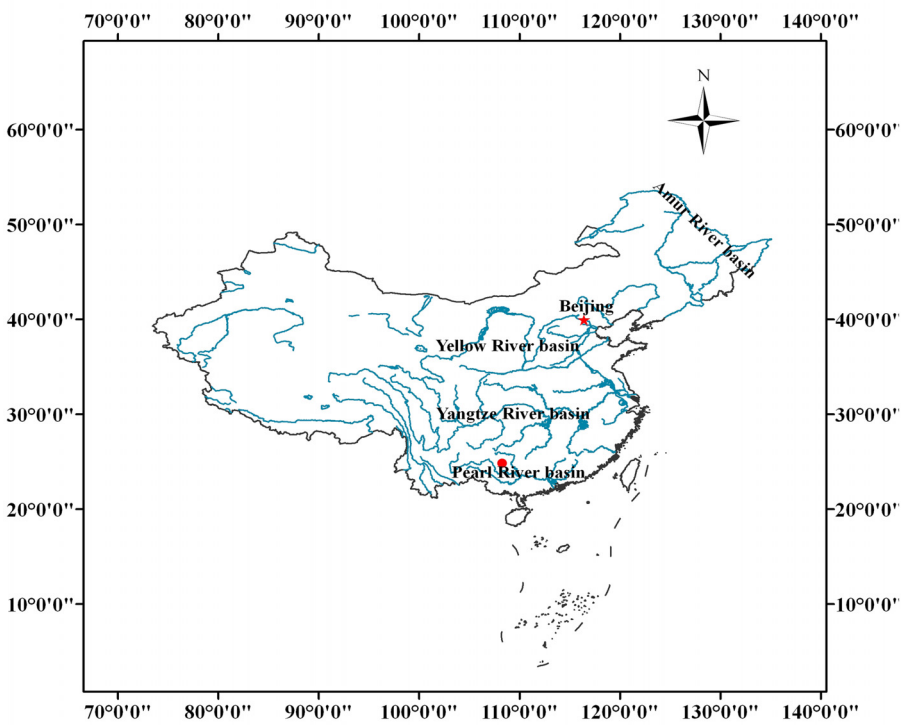 70°0'0" 80°0'0" 90°0'0" 100°0'0" 110°0'0" 120°0'0" 130°0'0" 140°0'0"
N
60°0'0" 60°0'0"
Amur River basin
50°0'0" 50°0'0"
Beijing
40°0'0" 40°0'0"
Yellow River basin
Yangtze River basin
30°0'0" 30°0'0"
Pearl River basin
20°0'0" 20°0'0"
10°0'0" 10°0'0"
70°0'0" 80°0'0" 90°0'0" 100°0'0" 110°0'0" 120°0'0" 130°0'0" 140°0'0"